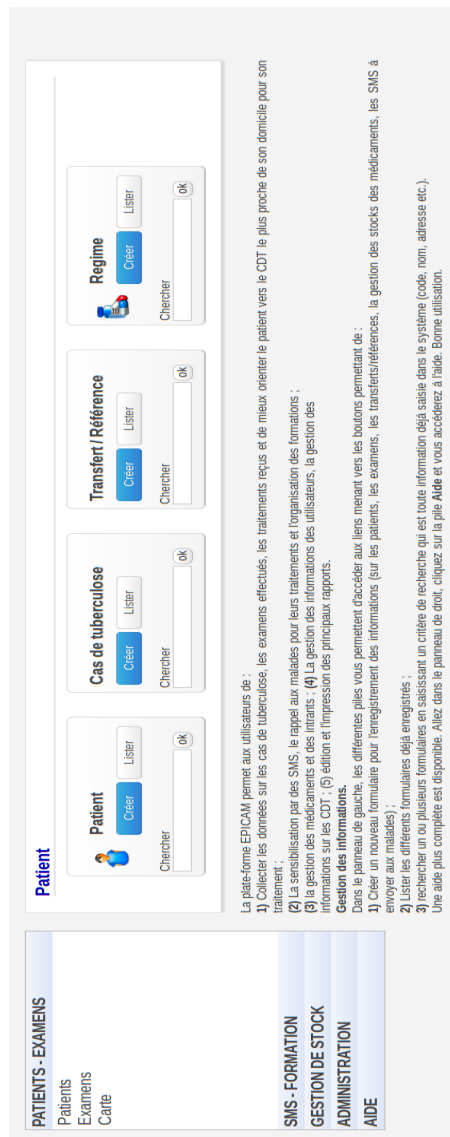 PATIENTS - EXAMENS
Patients
Examens
Carte
SMS - FORMATION
GESTION DE STOCK
ADMINISTRATION
AIDE
Patient
Patient
Créer Lister
Chercher
ok
Cas de tuberculose
Créer Lister
Chercher
ok
Transfert / Référence
Créer Lister
Chercher
ok
Regime
Créer Lister
Chercher
ok
La plate-forme EPICAM permet aux utilisateurs de :
1) Collecter les données sur les cas de tuberculose, les examens effectués, les traitements reçus et de mieux orienter le patient vers le CDT le plus proche de son domicile pour son
traitement ;
(2) La sensibilisation par des SMS, le rappel aux malades pour leurs traitements et l'organisation des formations ;
(3) la gestion des médicaments et des intrants ; (4) La gestion des informations des utilisateurs, la gestion des
informations sur les CDT ; (5) édition et l'impression des principaux rapports.
Gestion des informations.
Dans le panneau de gauche, les différentes piles vous permettent d'accéder aux liens menant vers les boutons permettant de :
1) Créer un nouveau formulaire pour l'enregistrement des informations (sur les patients, les examens, les transferts/références, la gestion des stocks des médicaments, les SMS à
envoyer aux malades) ;
2) Lister les différents formulaires déjà enregistrés ;
3) rechercher un ou plusieurs formulaires en saisissant un critère de recherche qui est toute information déjà saisie dans le système (code, nom, adresse etc.).
Une aide plus complète est disponible. Allez dans le panneau de droit, cliquez sur la pile Aide et vous accéderez à l'aide. Bonne utilisation.